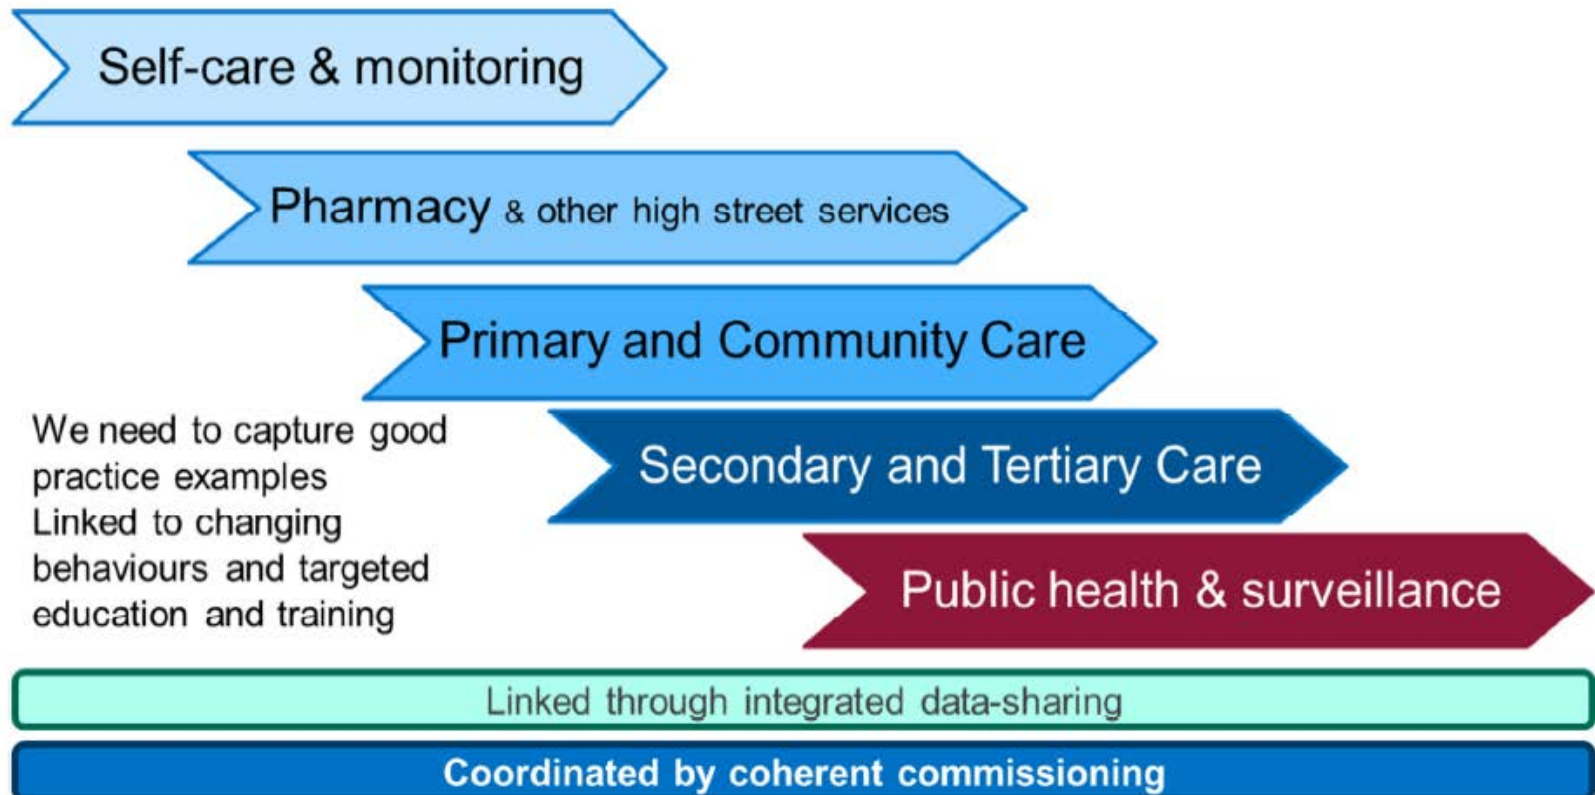 Self-care & monitoring
Pharmacy & other high street services
Primary and Community Care
We need to capture good
practice examples
Linked to changing
behaviours and targeted
education and training
Secondary and Tertiary Care
Public health & surveillance
Linked through integrated data-sharing
Coordinated by coherent commissioning